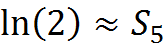 ln(2) ≈ S₅